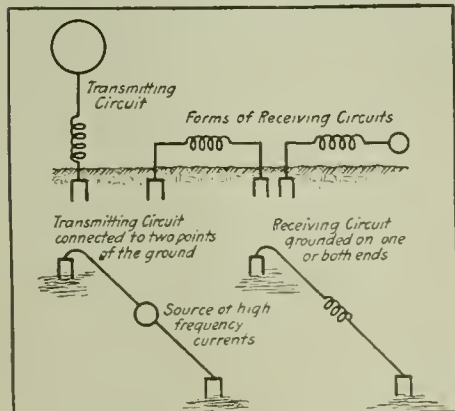 Transmitting
Circuit
Forms of Receiving Circuits
Transmitting Circuit
connected to two points
of the ground
Receiving Circuit
grounded on one
or both ends
Source of high
frequency
currents